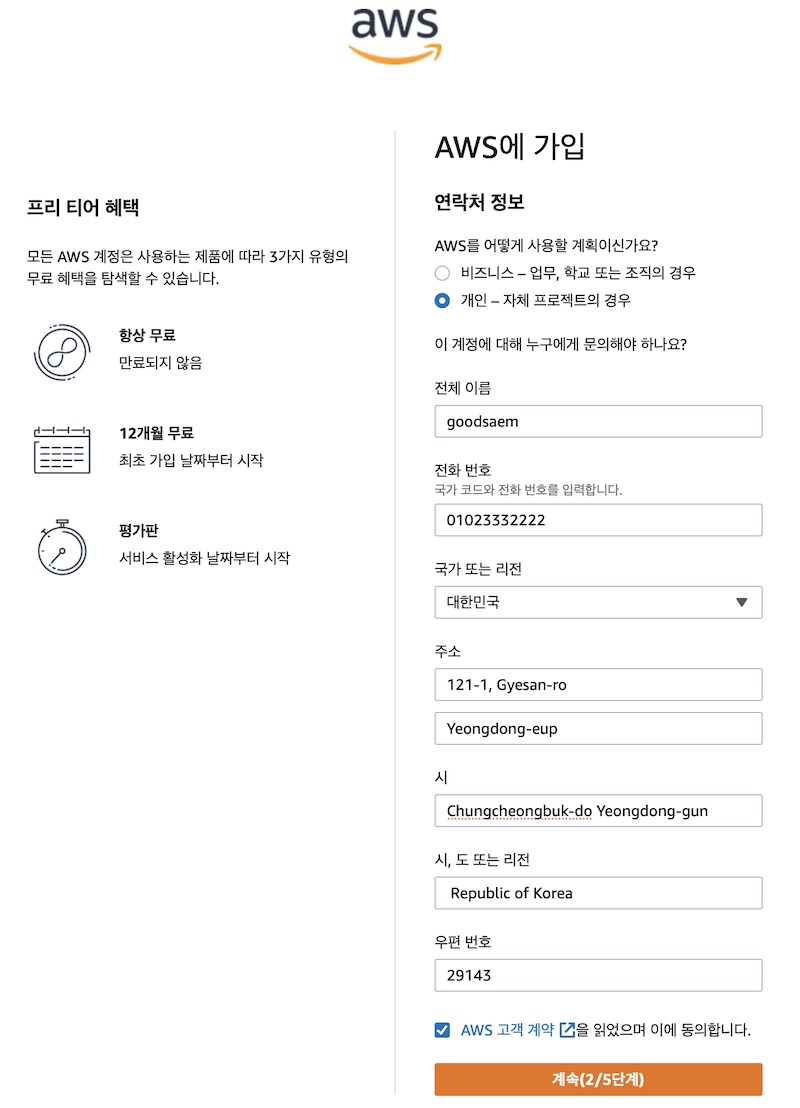 aws
프리 티어 혜택
모든 AWS 계정은 사용하는 제품에 따라 3가지 유형의
무료 혜택을 탐색할 수 있습니다.
항상 무료
만료되지 않음
12개월 무료
최초 가입 날짜부터 시작
평가판
서비스 활성화 날짜부터 시작
AWS에 가입
연락처 정보
AWS를 어떻게 사용할 계획이신가요?
비즈니스 – 업무, 학교 또는 조직의 경우
개인 – 자체 프로젝트의 경우
이 계정에 대해 누구에게 문의해야 하나요?
전체 이름
goodsaem
전화 번호
국가 코드와 전화 번호를 입력합니다.
01023332222
국가 또는 리전
대한민국
주소
121-1, Gyesan-ro
Yeongdong-eup
시
Chungcheongbuk-do Yeongdong-gun
시, 도 또는 리전
Republic of Korea
우편 번호
29143
AWS 고객 계약 을 읽었으며 이에 동의합니다.
계속(2/5단계)